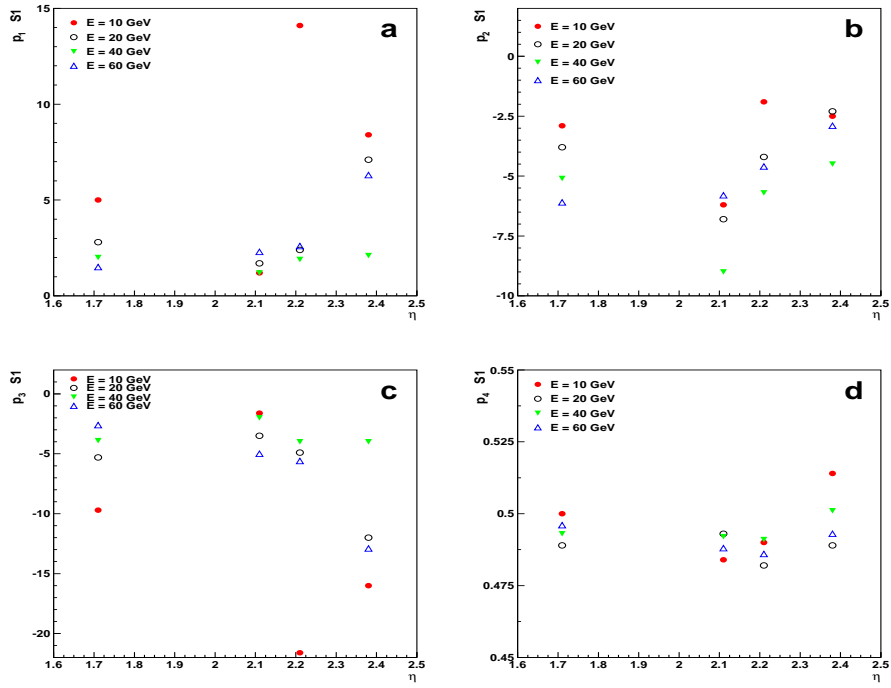 p1 S1
a
E = 10 GeV
E = 20 GeV
E = 40 GeV
E = 60 GeV
15
10
5
0
1.6 1.7 1.8 1.9 2 2.1 2.2 2.3 2.4 2.5
η
p2 S1
b
E = 10 GeV
E = 20 GeV
E = 40 GeV
E = 60 GeV
0
-2.5
-5
-7.5
-10
1.6 1.7 1.8 1.9 2 2.1 2.2 2.3 2.4 2.5
η
p3 S1
c
E = 10 GeV
E = 20 GeV
E = 40 GeV
E = 60 GeV
0
-5
-10
-15
-20
1.6 1.7 1.8 1.9 2 2.1 2.2 2.3 2.4 2.5
η
p4 S1
d
E = 10 GeV
E = 20 GeV
E = 40 GeV
E = 60 GeV
0.55
0.525
0.5
0.475
0.45
1.6 1.7 1.8 1.9 2 2.1 2.2 2.3 2.4 2.5
η